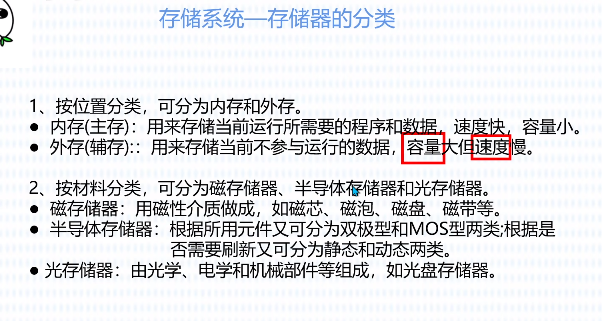 存储系统—存储器的分类
1、按位置分类，可分为内存和外存。
● 内存(主存)：用来存储当前运行所需要的程序和数据，速度快，容量小。
● 外存(辅存):：用来存储当前不参与运行的数据，容量大但速度慢。
2、按材料分类，可分为磁存储器、半导体存储器和光存储器。
● 磁存储器：用磁性介质做成，如磁芯、磁泡、磁盘、磁带等。
● 半导体存储器：根据所用元件又可分为双极型和MOS型两类;根据是
否需要刷新又可分为静态和动态两类。
● 光存储器：由光学、电学和机械部件等组成，如光盘存储器。